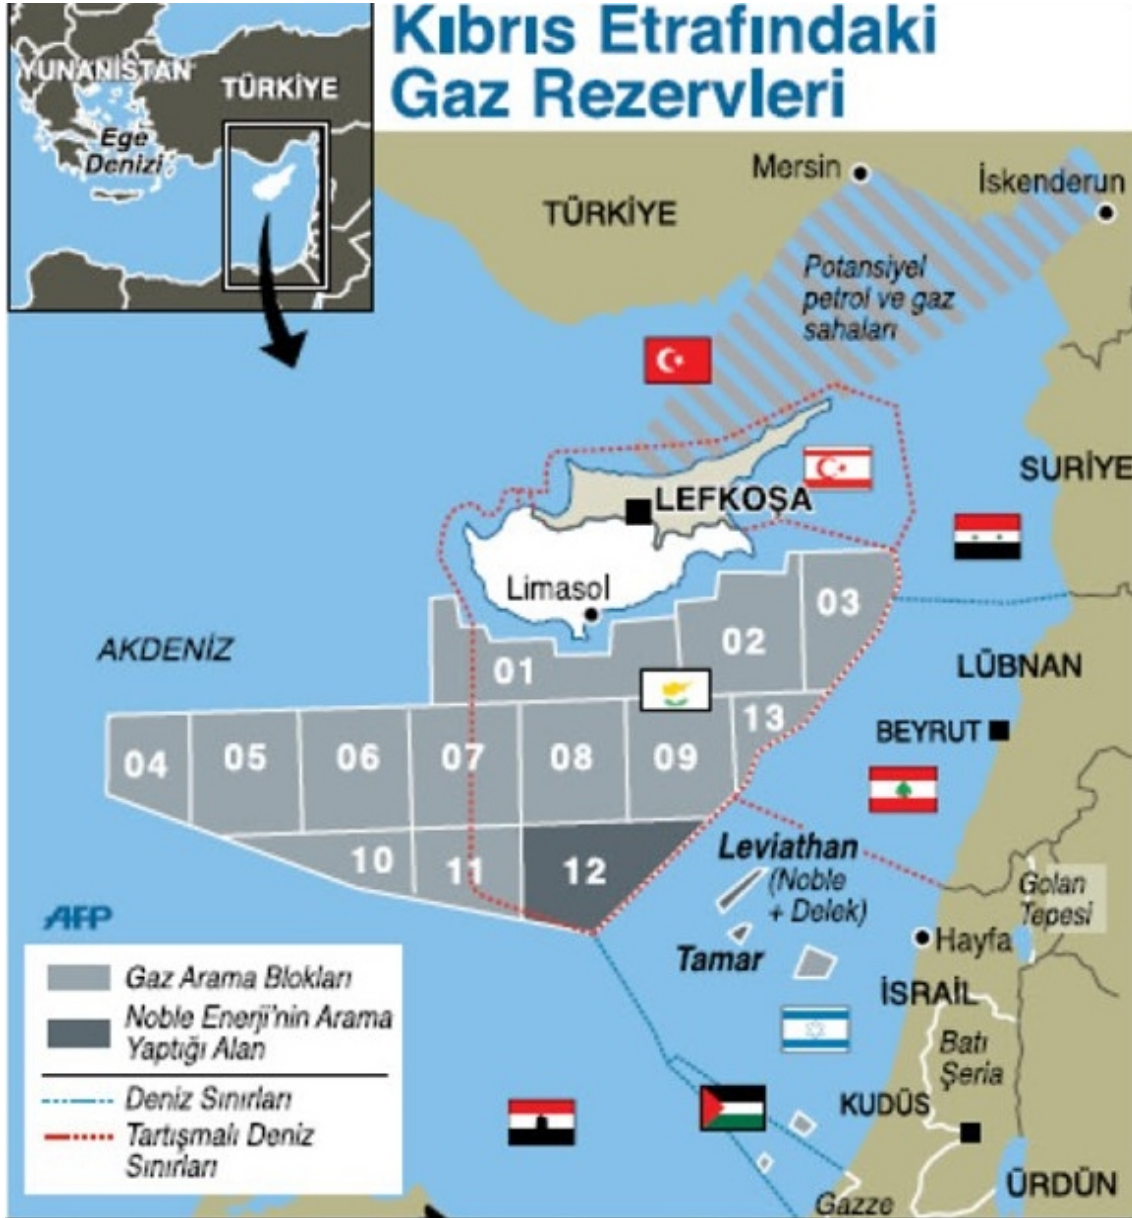 Kıbrıs Etrafındaki
Gaz Rezervleri
YUNANİSTAN
TÜRKİYE
Ege
Denizi
Mersin
İskenderun
TÜRKİYE
Potansiyel
petrol ve gaz
sahaları
SURİYE
LEFKOŞA
Limasol
AKDENİZ
LÜBNAN
BEYRUT
01
02
03
04
05
06
07
08
09
13
10
11
12
Leviathan
(Noble
+ Delek)
Tamar
Golan
Tepesi
Hayfa
İSRAİL
Batı
Şeria
KUDÜS
ÜRDÜN
Gazze
AFP
Gaz Arama Blokları
Noble Enerji'nin Arama
Yaptığı Alan
Deniz Sınırları
Tartışmalı Deniz
Sınırları